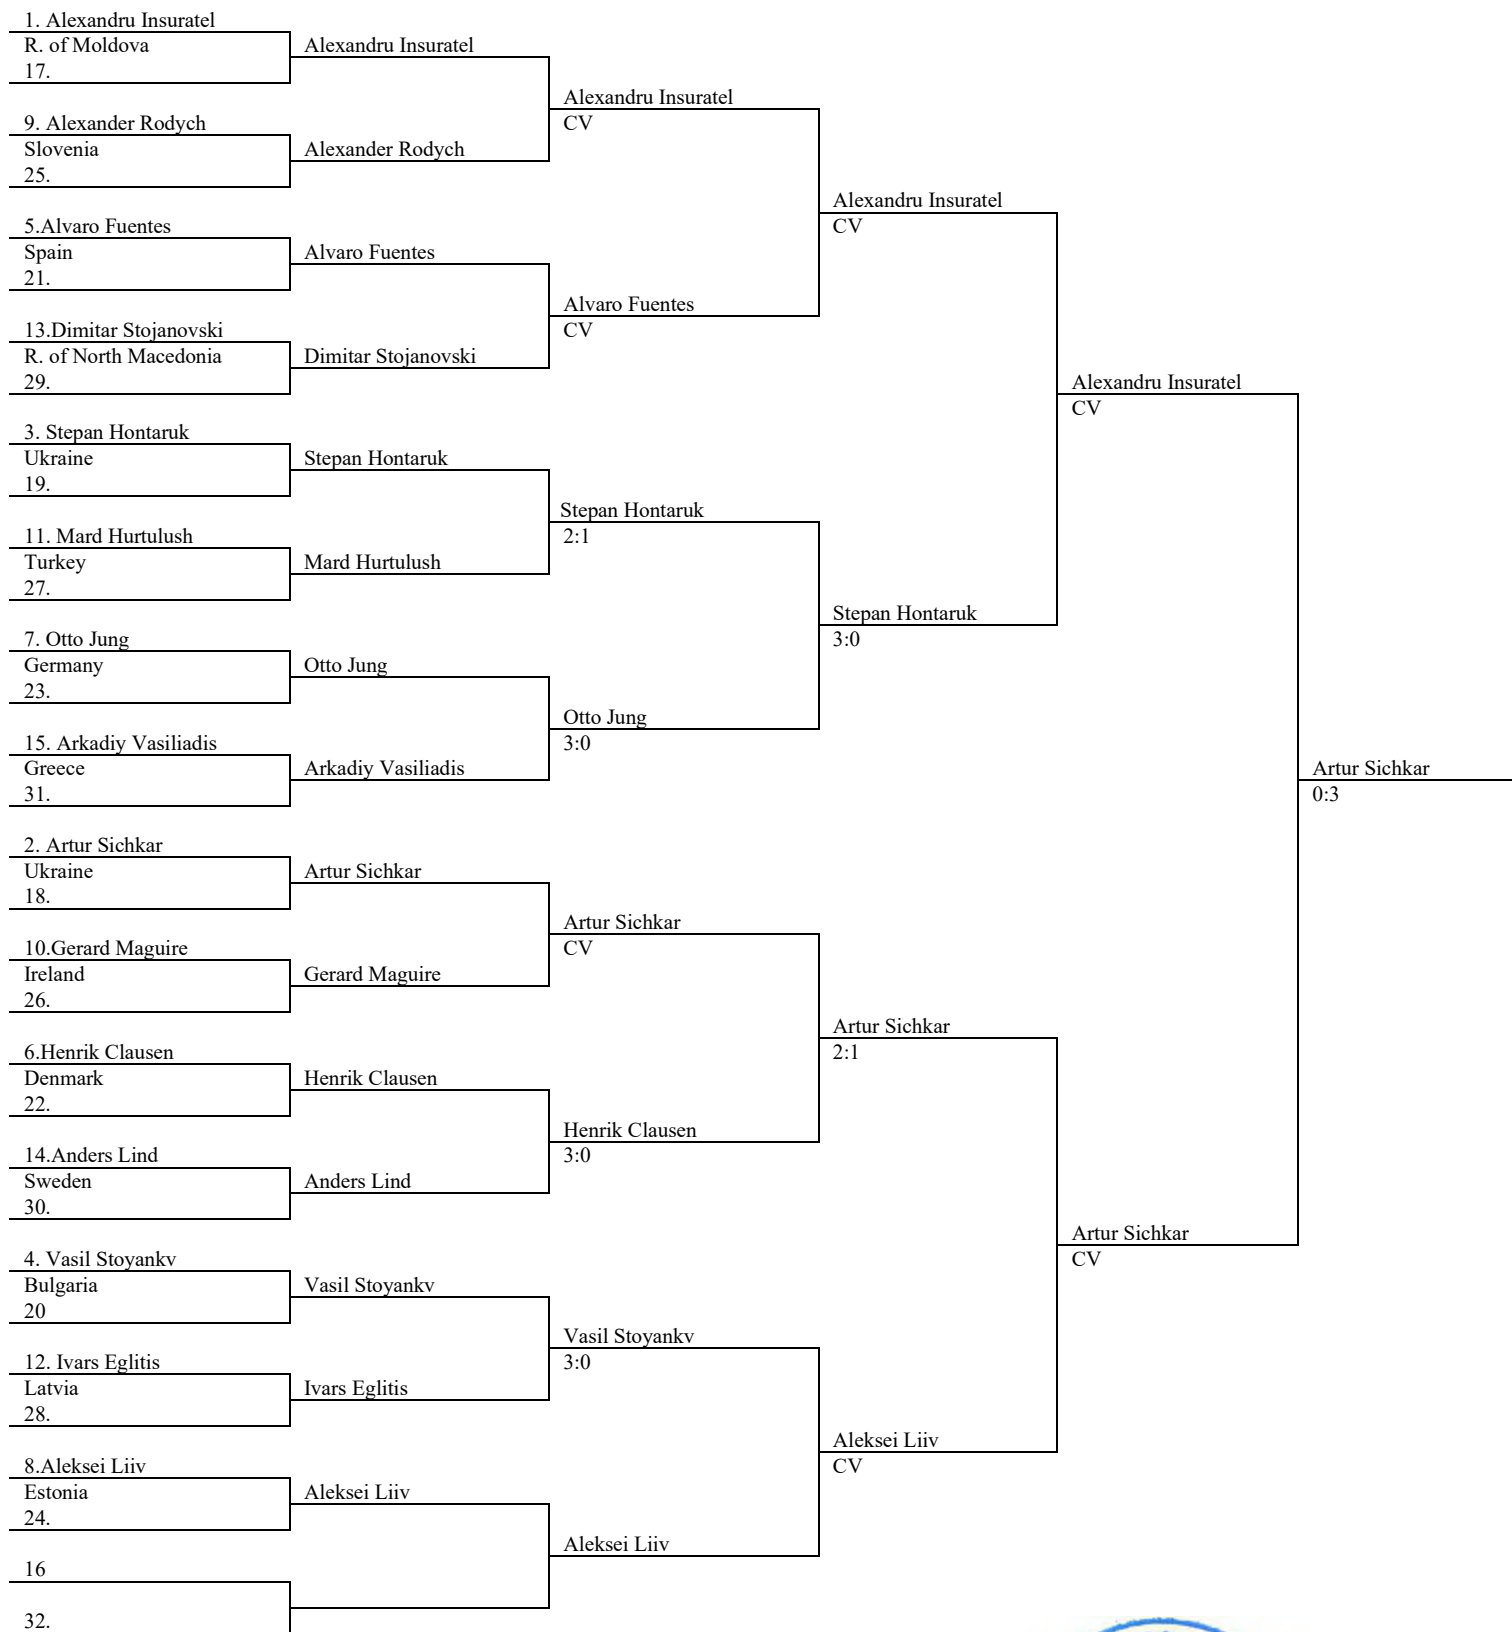 1. Alexandru Insuratel
R. of Moldova
17.
9. Alexander Rodych
Slovenia
25.
5.Alvaro Fuentes
Spain
21.
13.Dimitar Stojanovski
R. of North Macedonia
29.
3. Stepan Hontaruk
Ukraine
19.
11. Mard Hurtulush
Turkey
27.
7. Otto Jung
Germany
23.
15. Arkadiy Vasiliadis
Greece
31.
2. Artur Sichkar
Ukraine
18.
10.Gerard Maguire
Ireland
26.
6.Henrik Clausen
Denmark
22.
14.Anders Lind
Sweden
30.
4. Vasil Stoyankv
Bulgaria
20
12. Ivars Eglitis
Latvia
28.
8.Aleksei Liiv
Estonia
24.
16
32.
Alexandru Insuratel
Alexander Rodych
Alvaro Fuentes
Dimitar Stojanovski
Stepan Hontaruk
Mard Hurtulush
Otto Jung
Arkadiy Vasiliadis
Artur Sichkar
Gerard Maguire
Henrik Clausen
Anders Lind
Vasil Stoyankv
Ivars Eglitis
Aleksei Liiv
Alexandru Insuratel
CV
Alvaro Fuentes
CV
Stepan Hontaruk
2:1
Otto Jung
3:0
Artur Sichkar
CV
Henrik Clausen
3:0
Vasil Stoyankv
3:0
Aleksei Liiv
Alexandru Insuratel
CV
Stepan Hontaruk
3:0
Artur Sichkar
2:1
Aleksei Liiv
CV
Alexandru Insuratel
CV
Artur Sichkar
CV
Artur Sichkar
0:3